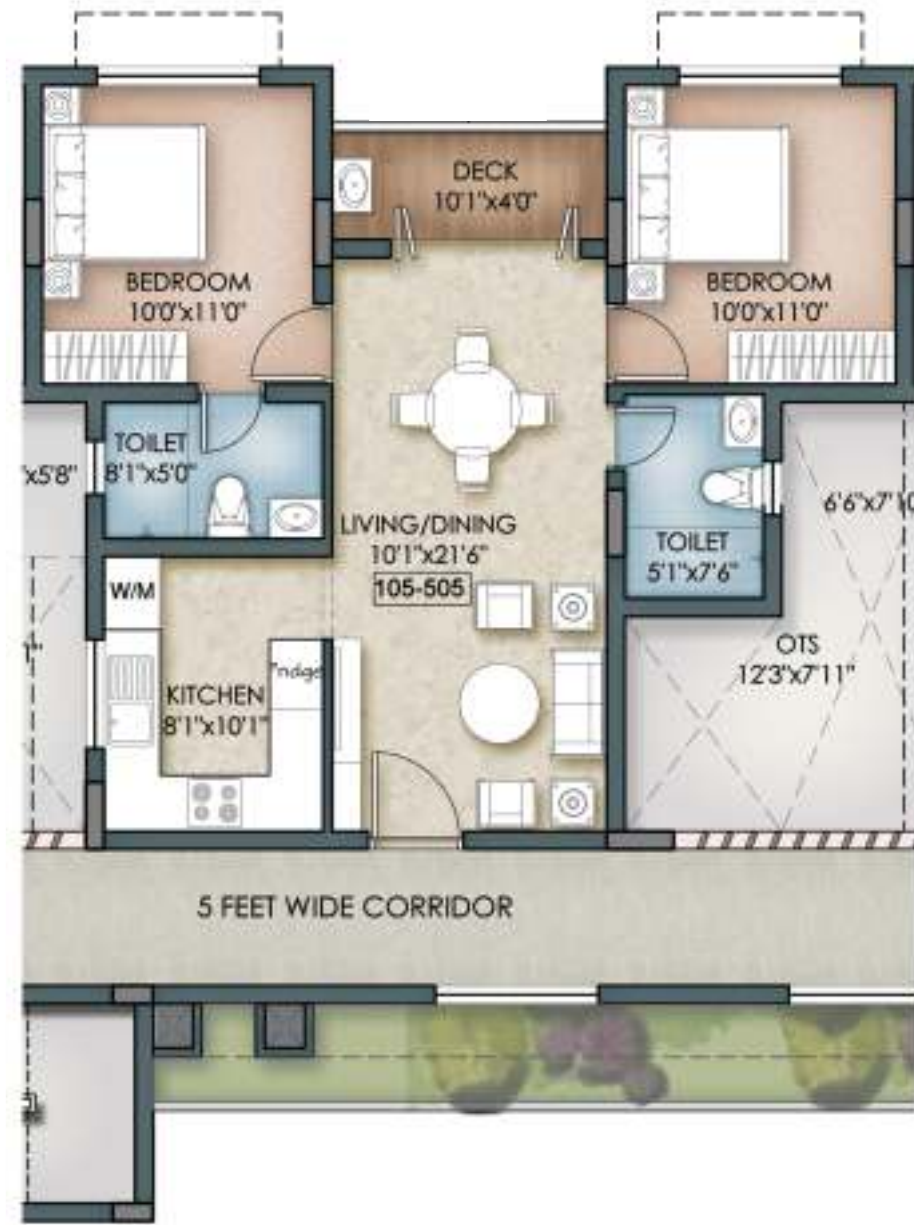 DECK
10'1"x4'0"
BEDROOM
10'0"x11'0"
BEDROOM
10'0"x11'0"
TOILET
8'1"x5'0"
x5'8"
LIVING/DINING
10'1"x21'6"
105-505
TOILET
5'1"x7'6"
6'6"x7'10
W/M
KITCHEN
8'1"x10'1"
OTS
12'3"x7'11"
5 FEET WIDE CORRIDOR